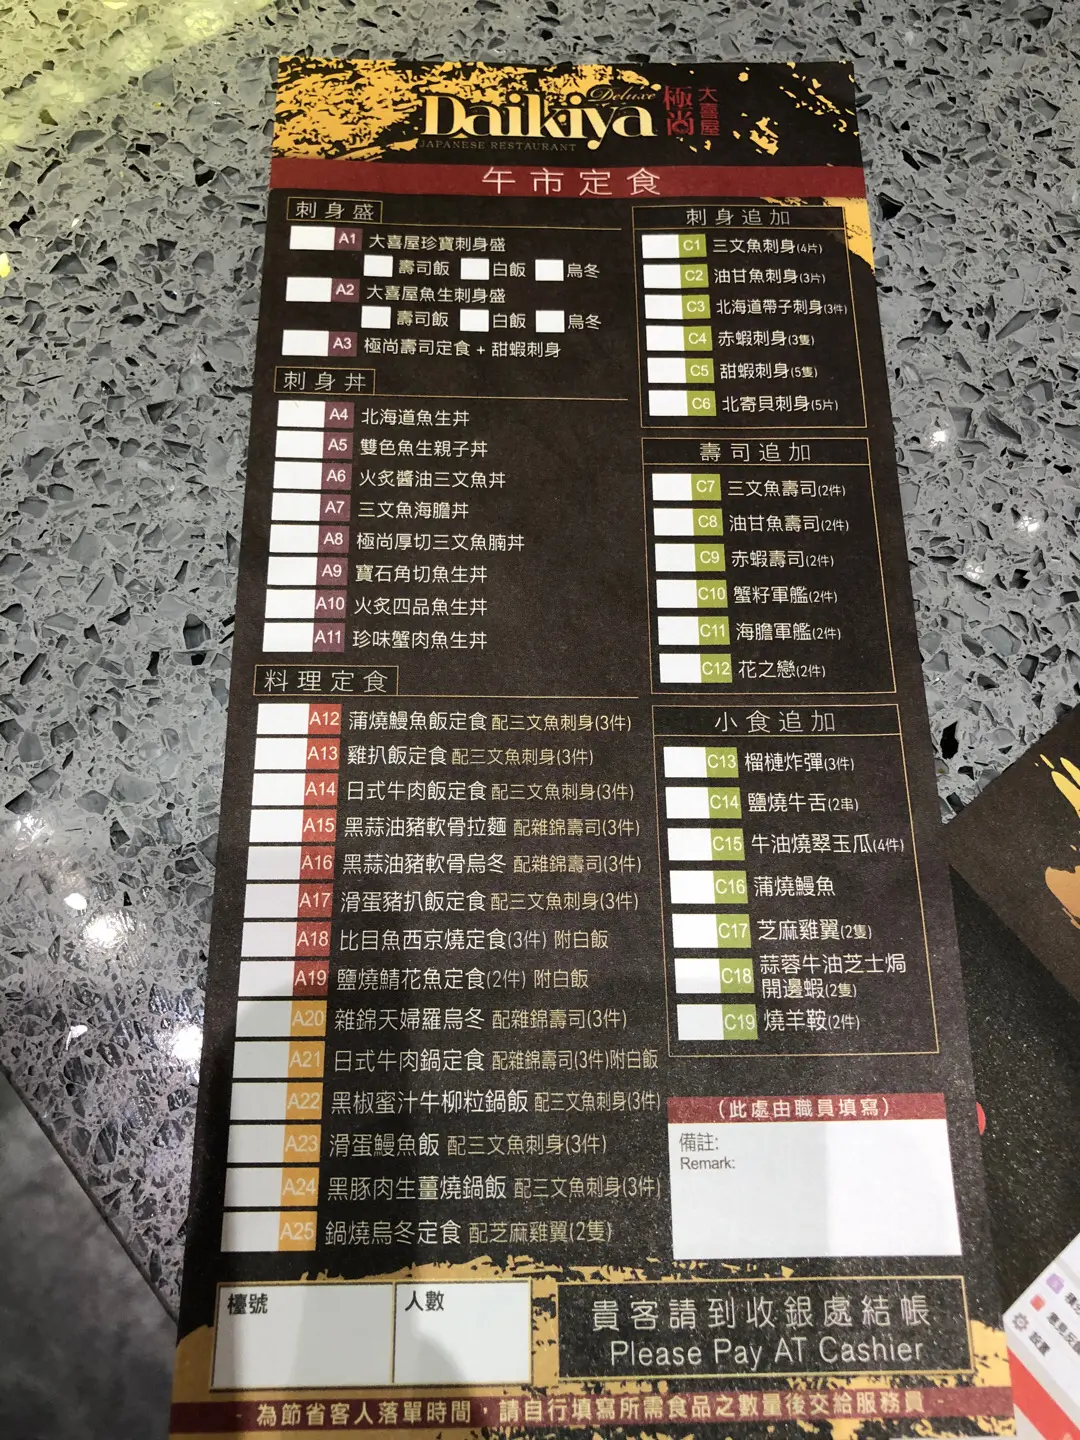 Daikiya Deluxe 極尚 大喜屋
JAPANESE RESTAURANT
午市定食
刺身盛
A1 大喜屋珍寶刺身盛
壽司飯 白飯 烏冬
A2 大喜屋魚生刺身盛
壽司飯 白飯 烏冬
A3 極尚壽司定食 + 甜蝦刺身
刺身丼
A4 北海道魚生丼
A5 雙色魚生親子丼
A6 火炙醬油三文魚丼
A7 三文魚海膽丼
A8 極尚厚切三文魚腩丼
A9 寶石角切魚生丼
A10 火炙四品魚生丼
A11 珍味蟹肉魚生丼
料理定食
A12 蒲燒鰻魚飯定食 配三文魚刺身(3件)
A13 雞扒飯定食 配三文魚刺身(3件)
A14 日式牛肉飯定食 配三文魚刺身(3件)
A15 黑蒜油豬軟骨拉麵 配雜錦壽司(3件)
A16 黑蒜油豬軟骨烏冬 配雜錦壽司(3件)
A17 滑蛋豬扒飯定食 配三文魚刺身(3件)
A18 比目魚西京燒定食(3件) 附白飯
A19 鹽燒鯖花魚定食(2件) 附白飯
A20 雜錦天婦羅烏冬 配雜錦壽司(3件)
A21 日式牛肉鍋定食 配雜錦壽司(3件)附白飯
A22 黑椒蜜汁牛柳粒鍋飯 配三文魚刺身(3件)
A23 滑蛋鰻魚飯 配三文魚刺身(3件)
A24 黑豚肉生薑燒鍋飯 配三文魚刺身(3件)
A25 鍋燒烏冬定食 配芝麻雞翼(2隻)
刺身追加
C1 三文魚刺身(4片)
C2 油甘魚刺身(3片)
C3 北海道帶子刺身(3件)
C4 赤蝦刺身(3隻)
C5 甜蝦刺身(5隻)
C6 北寄貝刺身(5片)
壽司追加
C7 三文魚壽司(2件)
C8 油甘魚壽司(2件)
C9 赤蝦壽司(2件)
C10 蟹籽軍艦(2件)
C11 海膽軍艦(2件)
C12 花之戀(2件)
小食追加
C13 榴槤炸彈(3件)
C14 鹽燒牛舌(2串)
C15 牛油燒翠玉瓜(4件)
C16 蒲燒鰻魚
C17 芝麻雞翼(2隻)
C18 蒜蓉牛油芝士焗
開邊蝦(2隻)
C19 燒羊鞍(2件)
(此處由職員填寫)
備註:
Remark:
檯號 人數
貴客請到收銀處結帳
Please Pay AT Cashier
為節省客人落單時間，請自行填寫所需食品之數量後交給服務員